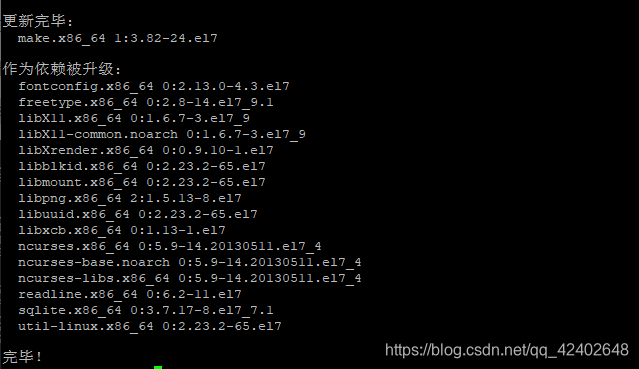 更新完毕:
make.x86_64 1:3.82-24.el7
作为依赖被升级:
fontconfig.x86_64 0:2.13.0-4.3.el7
freetype.x86_64 0:2.8-14.el7_9.1
libX11.x86_64 0:1.6.7-3.el7_9
libX11-common.noarch 0:1.6.7-3.el7_9
libXrender.x86_64 0:0.9.10-1.el7
libblkid.x86_64 0:2.23.2-65.el7
libmount.x86_64 0:2.23.2-65.el7
libpng.x86_64 2:1.5.13-8.el7
libuuid.x86_64 0:2.23.2-65.el7
libxcb.x86_64 0:1.13-1.el7
ncurses.x86_64 0:5.9-14.20130511.el7_4
ncurses-base.noarch 0:5.9-14.20130511.el7_4
ncurses-libs.x86_64 0:5.9-14.20130511.el7_4
readline.x86_64 0:6.2-11.el7
sqlite.x86_64 0:3.7.17-8.el7_7.1
util-linux.x86_64 0:2.23.2-65.el7
完毕!
https://blog.csdn.net/qq_42402648